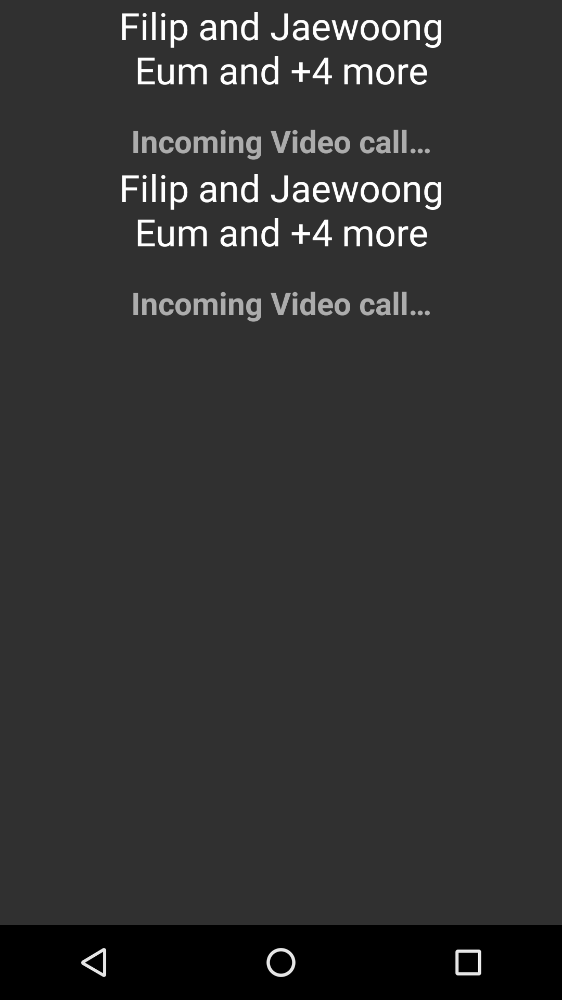 Filip and Jaewoong
Eum and +4 more
Incoming Video call…
Filip and Jaewoong
Eum and +4 more
Incoming Video call…